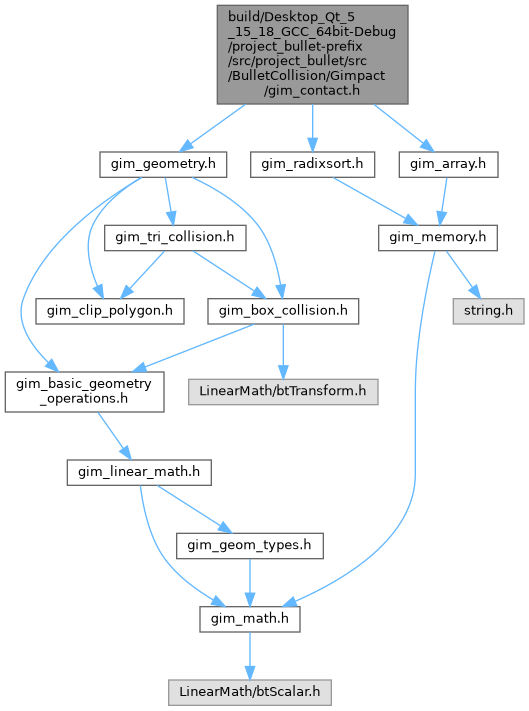 build/Desktop_Qt_5
_15_18_GCC_64bit-Debug
/project_bullet-prefix
/src/project_bullet/src
/BulletCollision/Gimpact
/gim_contact.h
gim_geometry.h
gim_radixsort.h
gim_array.h
gim_tri_collision.h
gim_memory.h
gim_clip_polygon.h
gim_box_collision.h
string.h
gim_basic_geometry
_operations.h
LinearMath/btTransform.h
gim_linear_math.h
gim_geom_types.h
gim_math.h
LinearMath/btScalar.h